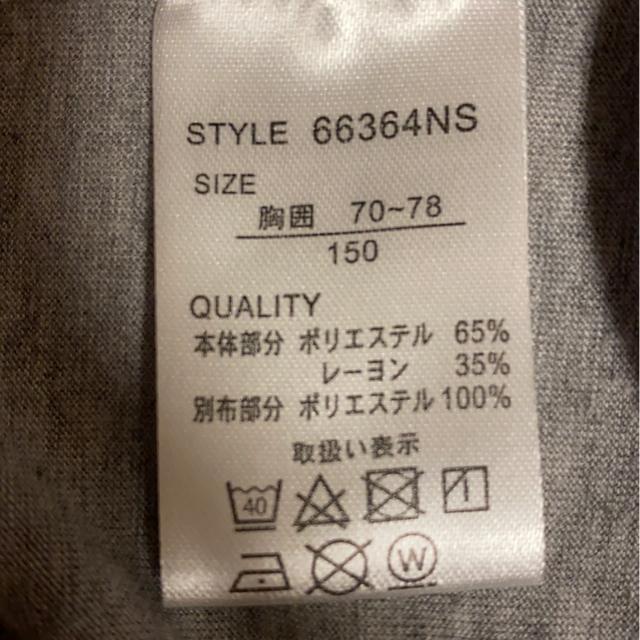 STYLE 66364NS
SIZE
胸囲 70~78
150
QUALITY
本体部分 ポリエステル 65%
レーヨン 35%
別布部分 ポリエステル 100%
取扱い表示
40
W